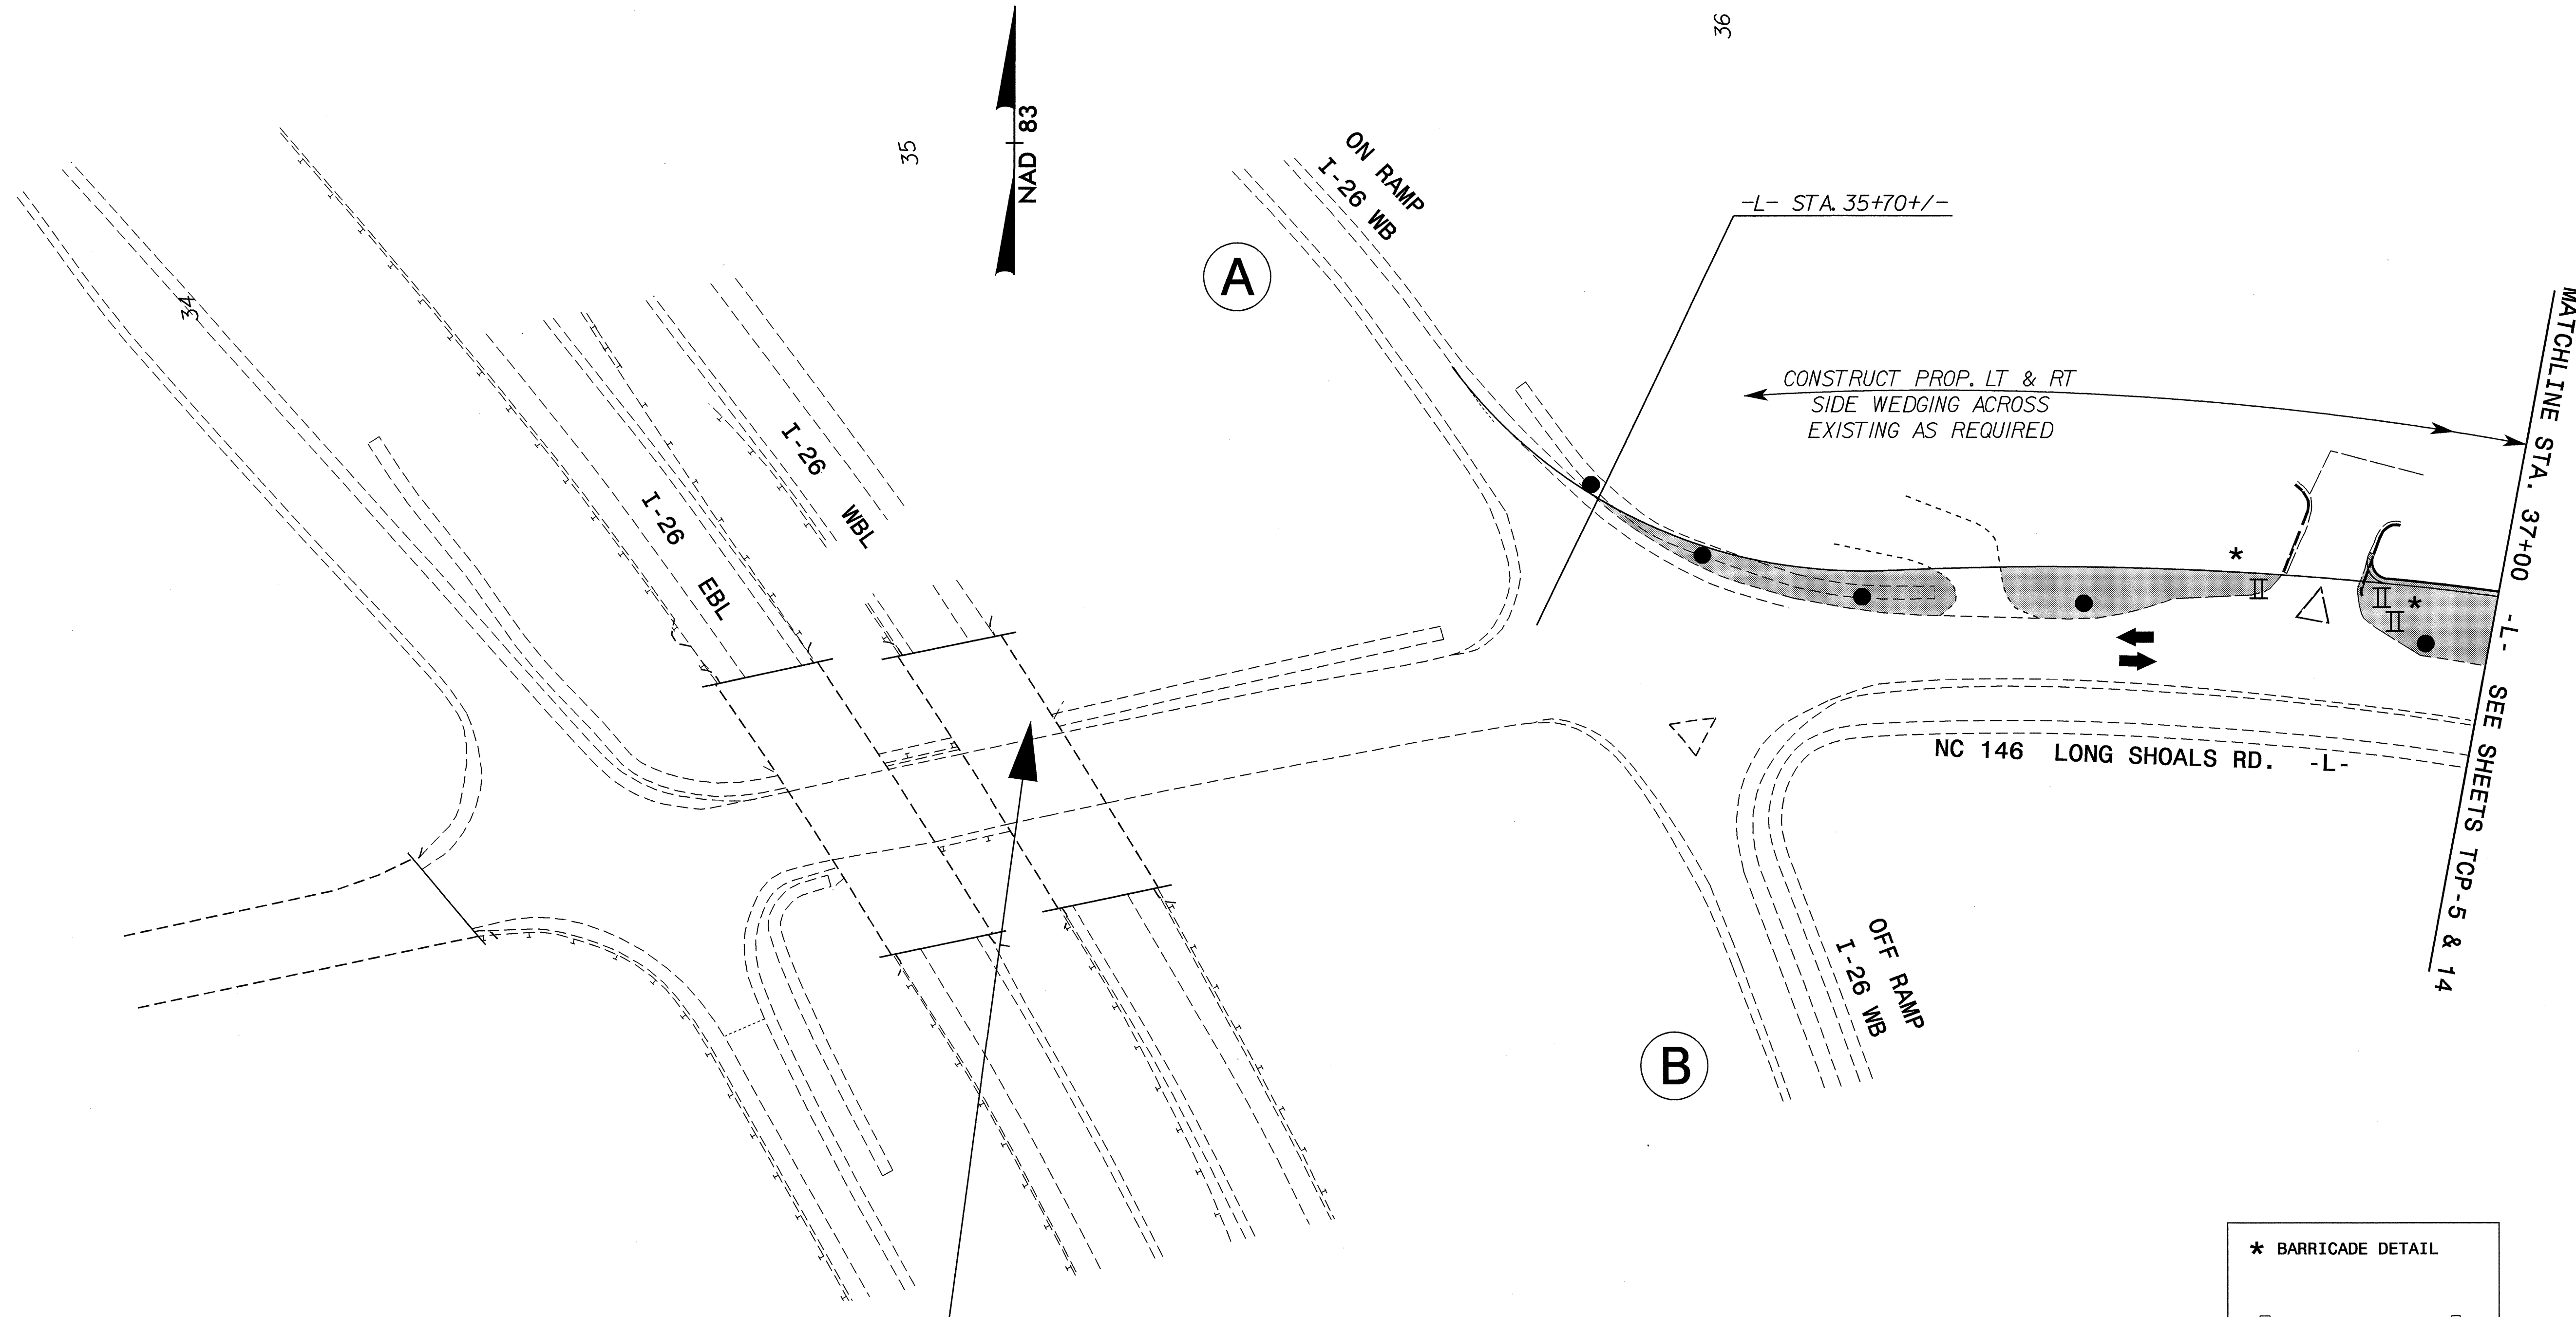 36
35
34
NAD 83
ON RAMP
I-26 WB
A
-L- STA. 35+70+/-
CONSTRUCT PROP. LT & RT
SIDE WEDGING ACROSS
EXISTING AS REQUIRED
MATCHLINE STA. 37+00 -L- SEE SHEETS TCP-5 & 14
I-26 WBL
I-26 EBL
*
*
NC 146 LONG SHOALS RD. -L-
OFF RAMP
I-26 WB
B
* BARRICADE DETAIL